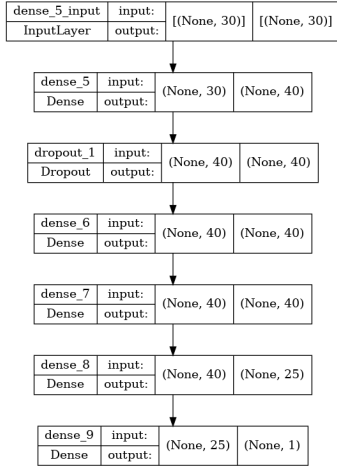 dense_5_input input: [(None, 30)] [(None, 30)]
InputLayer output:
dense_5 input: (None, 30) (None, 40)
Dense output:
dropout_1 input: (None, 40) (None, 40)
Dropout output:
dense_6 input: (None, 40) (None, 40)
Dense output:
dense_7 input: (None, 40) (None, 40)
Dense output:
dense_8 input: (None, 40) (None, 25)
Dense output:
dense_9 input: (None, 25) (None, 1)
Dense output: